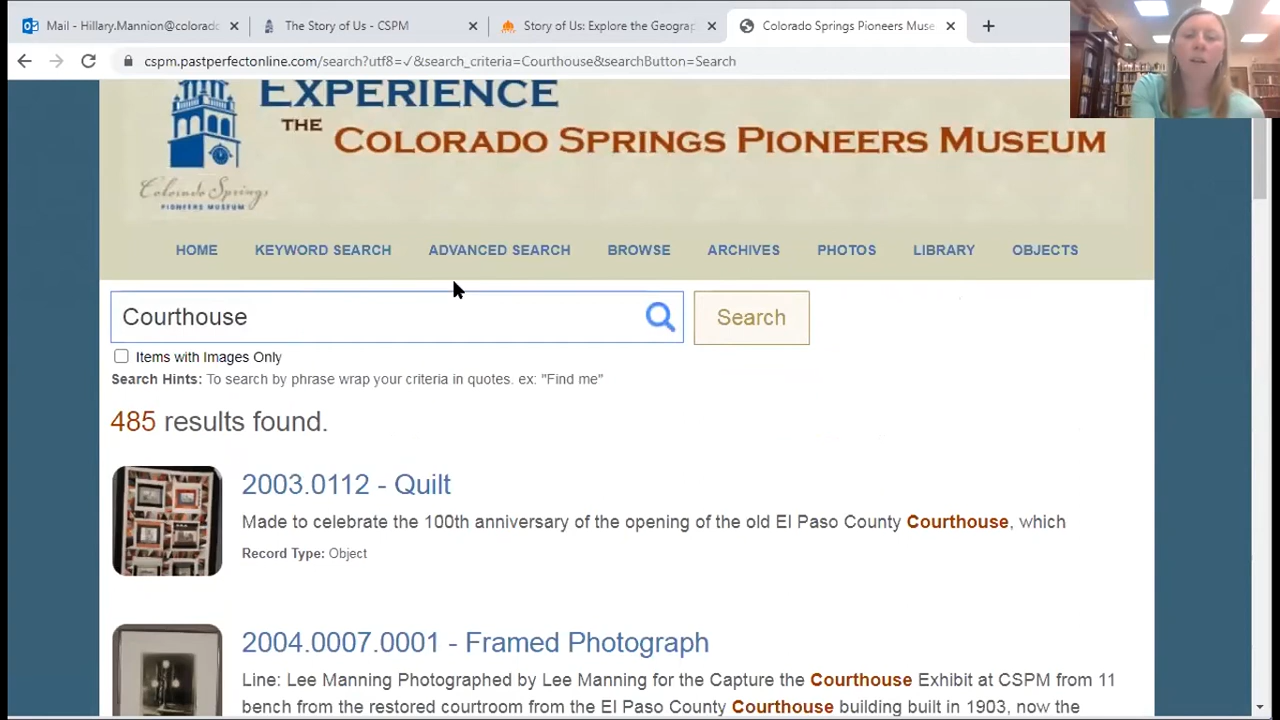 Mail - Hillary.Mannion@colorado
The Story of Us - CSPM
Story of Us: Explore the Geograp
Colorado Springs Pioneers Muse
cspm.pastperfectonline.com/search?utf8=✓&search_criteria=Courthouse&searchButton=Search
EXPERIENCE
THE COLORADO SPRINGS PIONEERS MUSEUM
Colorado Springs
PIONEERS MUSEUM
HOME KEYWORD SEARCH ADVANCED SEARCH BROWSE ARCHIVES PHOTOS LIBRARY OBJECTS
Courthouse Search
Items with Images Only
Search Hints: To search by phrase wrap your criteria in quotes. ex: "Find me"
485 results found.
2003.0112 - Quilt
Made to celebrate the 100th anniversary of the opening of the old El Paso County Courthouse, which
Record Type: Object
2004.0007.0001 - Framed Photograph
Line: Lee Manning Photographed by Lee Manning for the Capture the Courthouse Exhibit at CSPM from 11
bench from the restored courtroom from the El Paso County Courthouse building built in 1903, now the